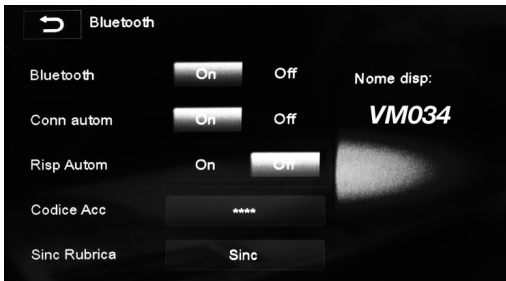 Bluetooth
Bluetooth On Off
Nome disp:
Conn autom On Off
VM034
Risp Autom On Off
Codice Acc ****
Sinc Rubrica Sinc